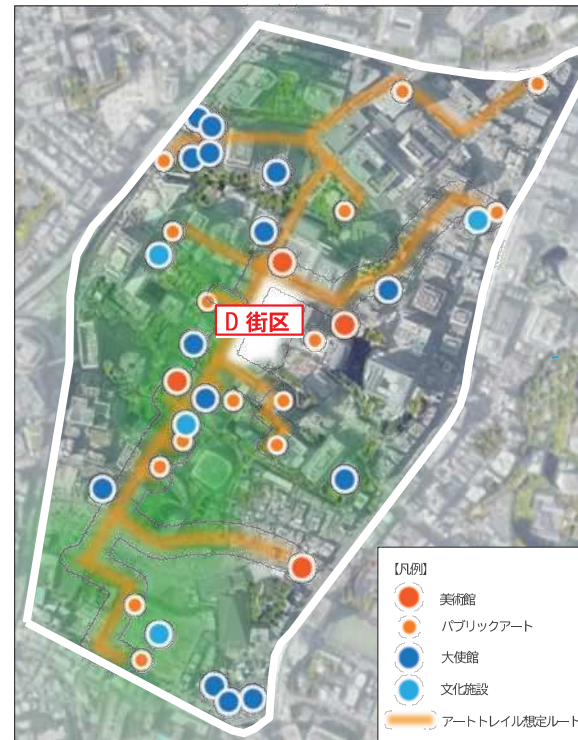 D 街区
【凡例】
美術館
パブリックアート
大使館
文化施設
アートトレイル想定ルート